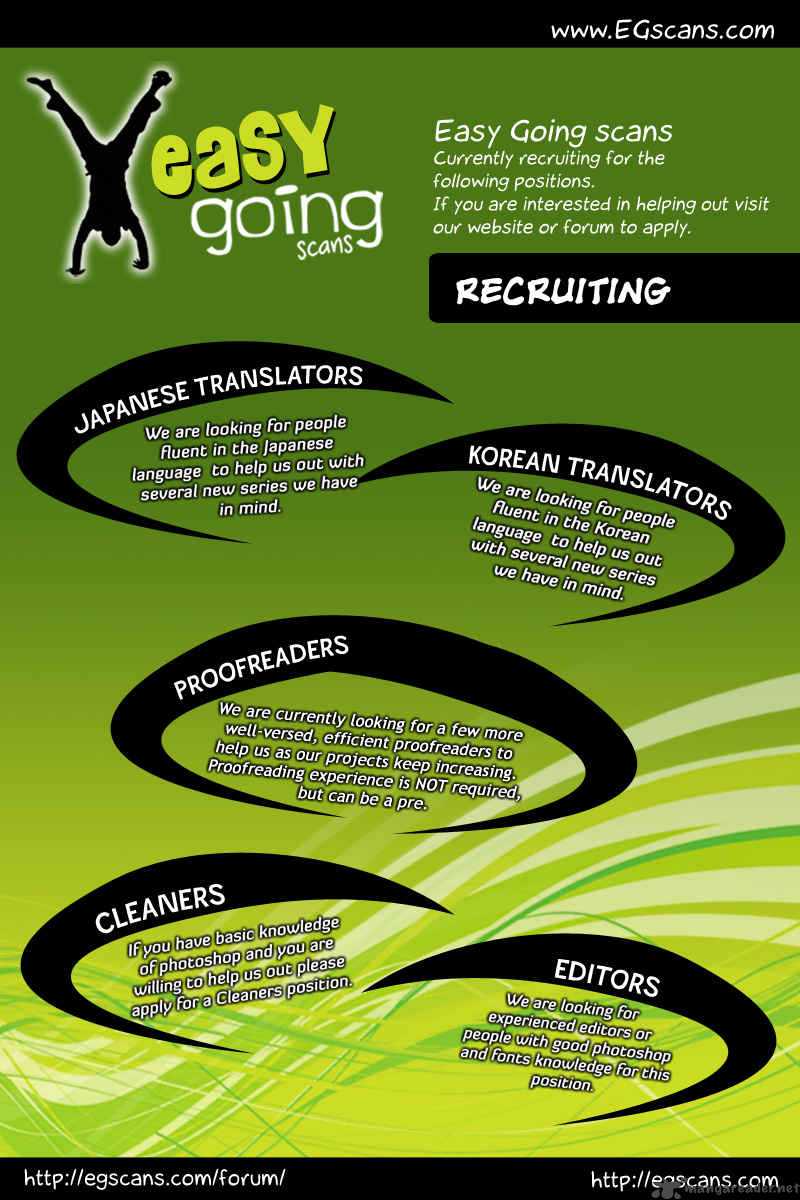 www.EGscans.com
easy
going
scans
Easy Going scans
Currently recruiting for the
following positions.
If you are interested in helping out visit
our website or forum to apply.
RECRUITING
JAPANESE TRANSLATORS
We are looking for people
fluent in the Japanese
language to help us out with
several new series we have
in mind.
KOREAN TRANSLATORS
We are looking for people
fluent in the Korean
language to help us out
with several new series
we have in mind.
PROOFREADERS
We are currently looking for a few more
well-versed, efficient proofreaders to
help us as our projects keep increasing.
Proofreading experience is NOT required,
but can be a pre.
CLEANERS
If you have basic knowledge
of photoshop and you are
willing to help us out please
apply for a Cleaners position.
EDITORS
We are looking for
experienced editors or
people with good photoshop
and fonts knowledge for this
position.
http://egscans.com/forum/
http://egscans.com
mangareader.net